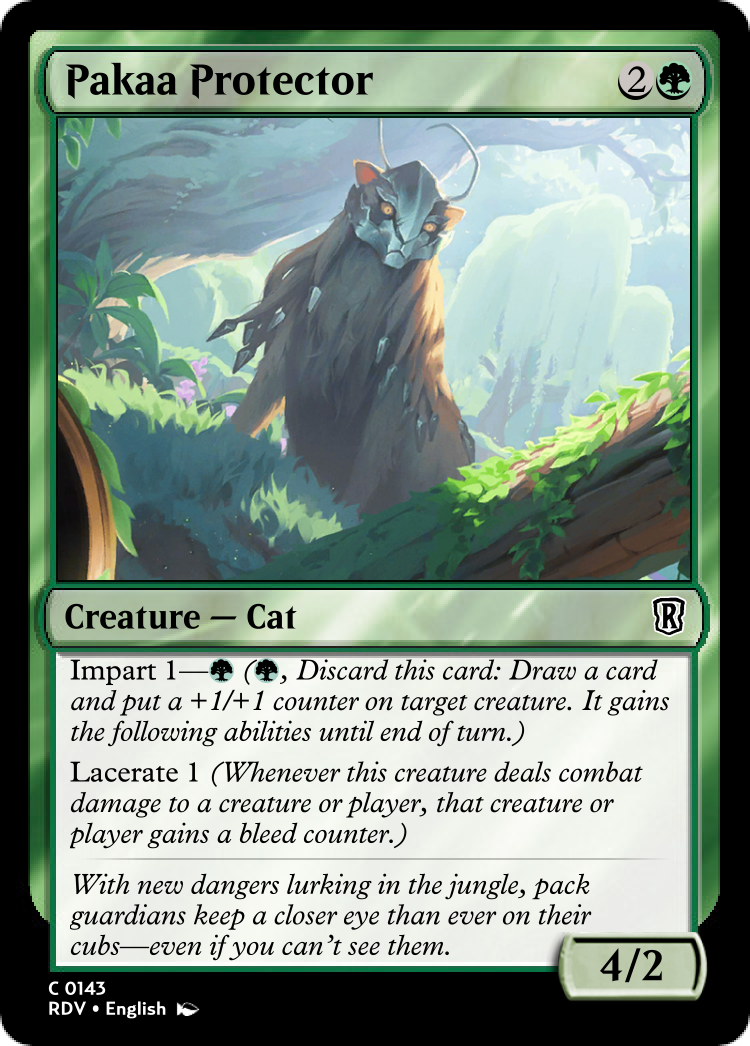 Pakaa Protector 2
Creature — Cat R
Impart 1— (, Discard this card: Draw a card
and put a +1/+1 counter on target creature. It gains
the following abilities until end of turn.)
Lacerate 1 (Whenever this creature deals combat
damage to a creature or player, that creature or
player gains a bleed counter.)
With new dangers lurking in the jungle, pack
guardians keep a closer eye than ever on their
cubs—even if you can't see them.
4/2
C 0143
RDV • English